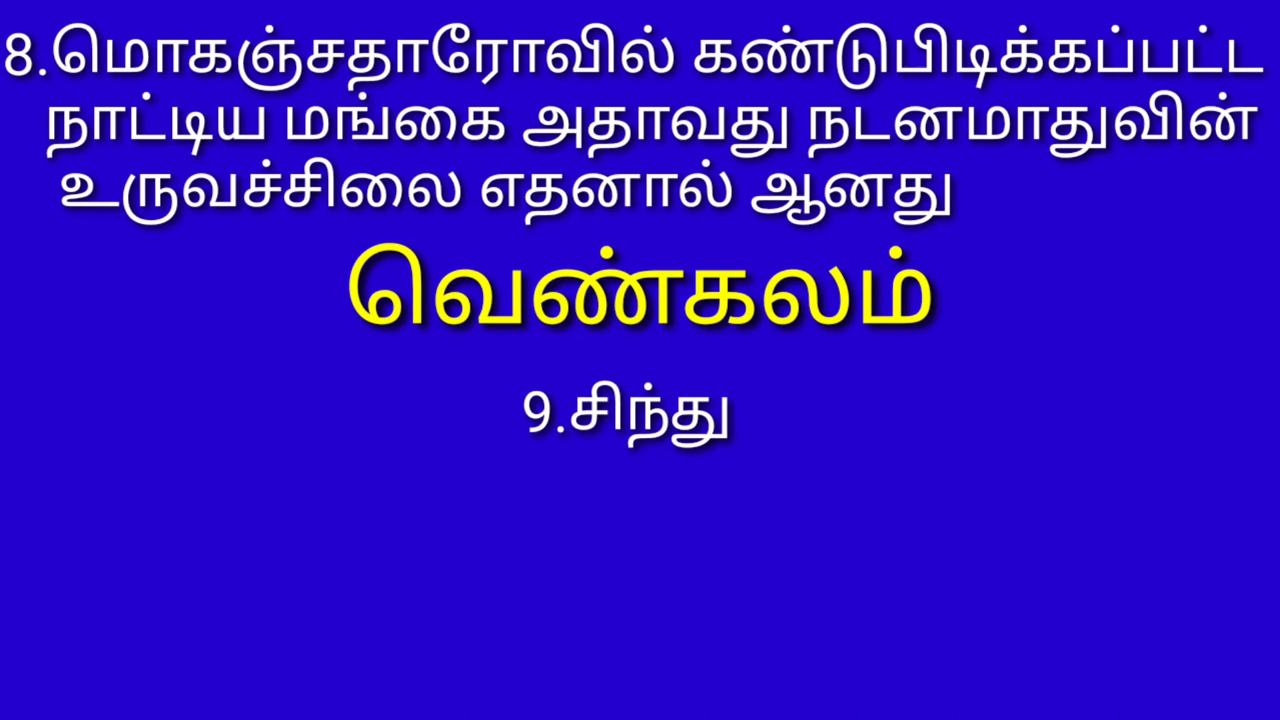 8.மொகஞ்சதாரோவில் கண்டுபிடிக்கப்பட்ட
நாட்டிய மங்கை அதாவது நடனமாதுவின்
உருவச்சிலை எதனால் ஆனது
வெண்கலம்
9.சிந்து